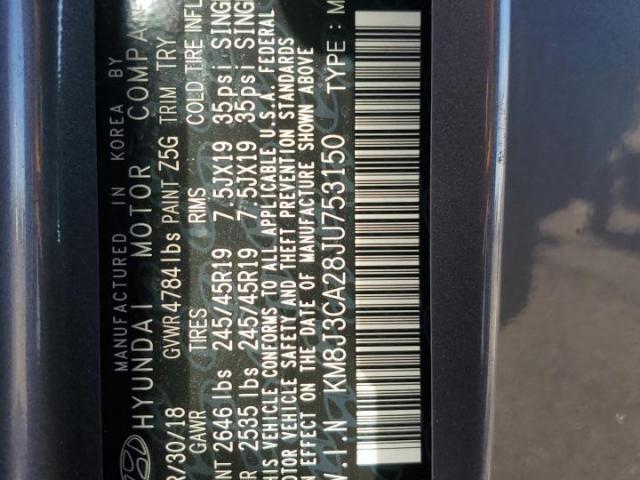 MANUFACTURED IN KOREA BY
HYUNDAI MOTOR COMPA
R/30/18 GVWR 4784 lbs PAINT Z5G TRIM TRY
GAWR TIRES RIMS COLD TIRE INFL
NT 2646 lbs 245/45R19 7.5JX19 35psi SING
R 2535 lbs 245/45R19 7.5JX19 35psi SING
HIS VEHICLE CONFORMS TO ALL APPLICABLE U.S.A. FEDERAL
OTOR VEHICLE SAFETY AND THEFT PREVENTION STANDARDS
N EFFECT ON THE DATE OF MANUFACTURE SHOWN ABOVE
V.I.N KM8J3CA28JU753150 TYPE : M